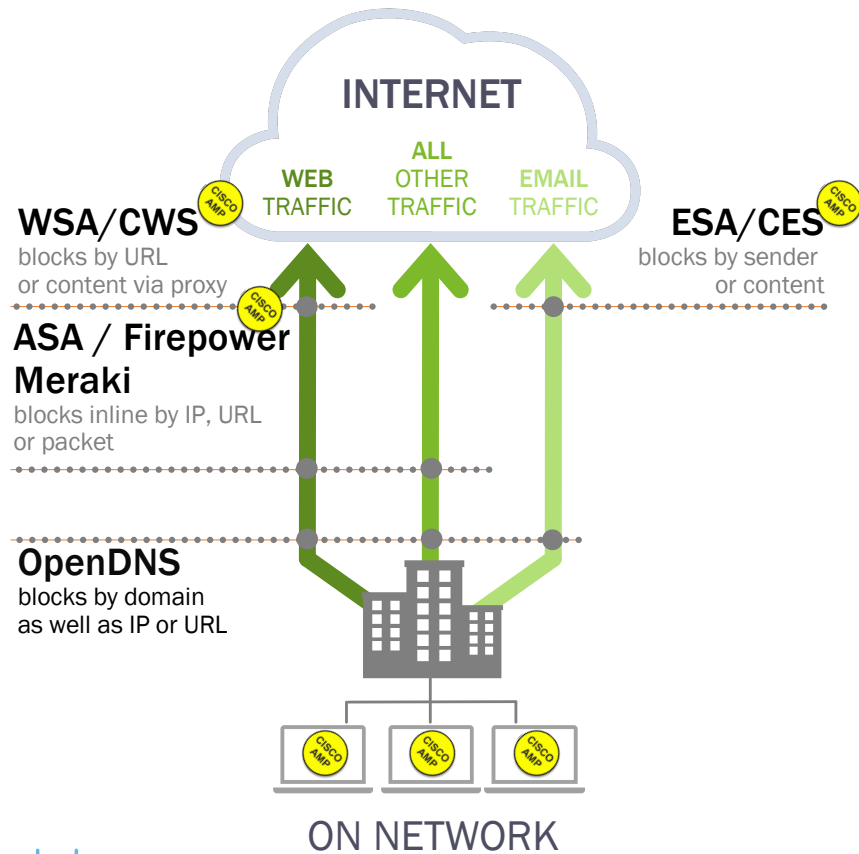 INTERNET
WEB
TRAFFIC
ALL
OTHER
TRAFFIC
EMAIL
TRAFFIC
CISCO
AMP
WSA/CWS
blocks by URL
or content via proxy
CISCO
AMP
ESA/CES
blocks by sender
or content
CISCO
AMP
ASA / Firepower
Meraki
blocks inline by IP, URL
or packet
OpenDNS
blocks by domain
as well as IP or URL
CISCO
AMP
CISCO
AMP
CISCO
AMP
ON NETWORK